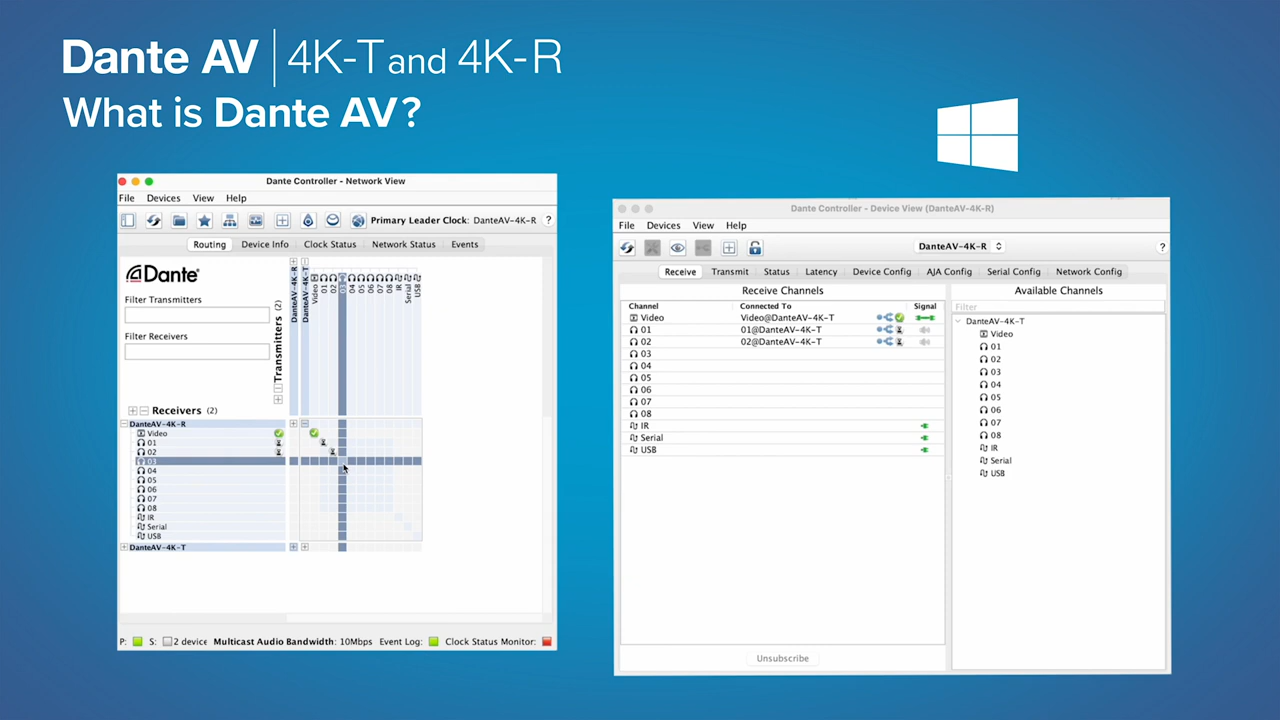 Dante AV | 4K-T and 4K-R
What is Dante AV?
Dante Controller - Network View
File Devices View Help
Primary Leader Clock: DanteAV-4K-R ?
Routing Device Info Clock Status Network Status Events
Dante
Filter Transmitters
Filter Receivers
Transmitters (2)
DanteAV-4K-R
DanteAV-4K-T
Video
01
02
03
04
05
06
07
08
IR
Serial
USB
Receivers (2)
DanteAV-4K-R
Video
01
02
03
04
05
06
07
08
IR
Serial
USB
DanteAV-4K-T
P: S: 2 device Multicast Audio Bandwidth: 10Mbps Event Log: Clock Status Monitor:
Dante Controller - Device View (DanteAV-4K-R)
File Devices View Help
DanteAV-4K-R ?
Receive Transmit Status Latency Device Config AJA Config Serial Config Network Config
Receive Channels
Channel Connected To Signal
Video Video@DanteAV-4K-T
01 01@DanteAV-4K-T
02 02@DanteAV-4K-T
03
04
05
06
07
08
IR
Serial
USB
Unsubscribe
Available Channels
Filter
DanteAV-4K-T
Video
01
02
03
04
05
06
07
08
IR
Serial
USB